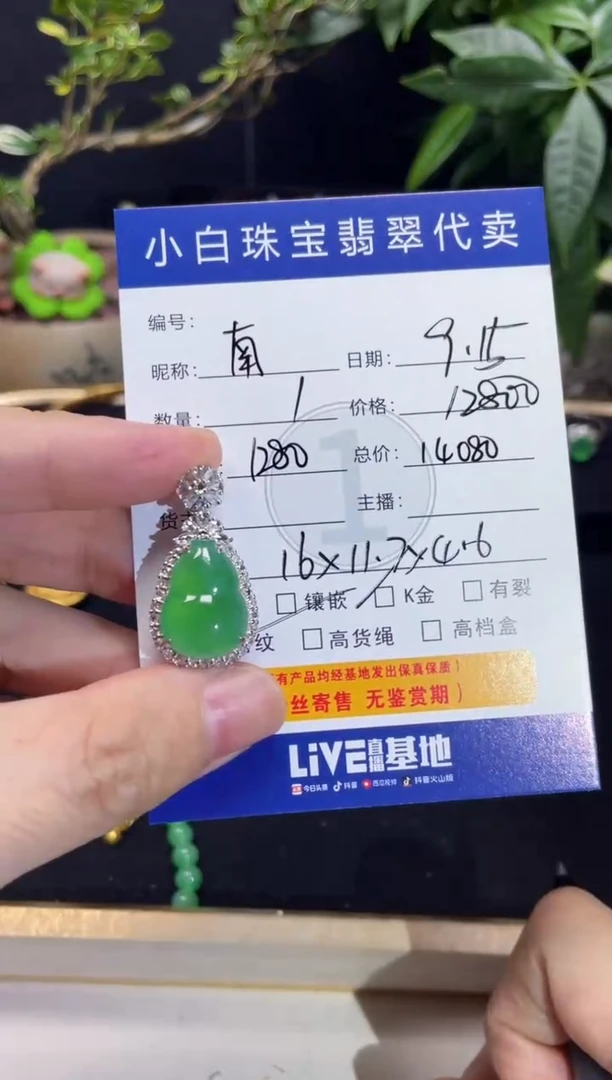 小白珠宝翡翠代卖
编号：
昵称： 南 日期： 9.15
数量： 1 价格： 12800
1280 总价： 14080
货 主播：
16×11.7×4.6
镶嵌 K金 有裂
纹 高货绳 高档盒
有产品均经基地发出保真保质）
丝寄售 无鉴赏期）
LiVE直播基地
今日头条 抖音 西瓜视频 抖音火山版